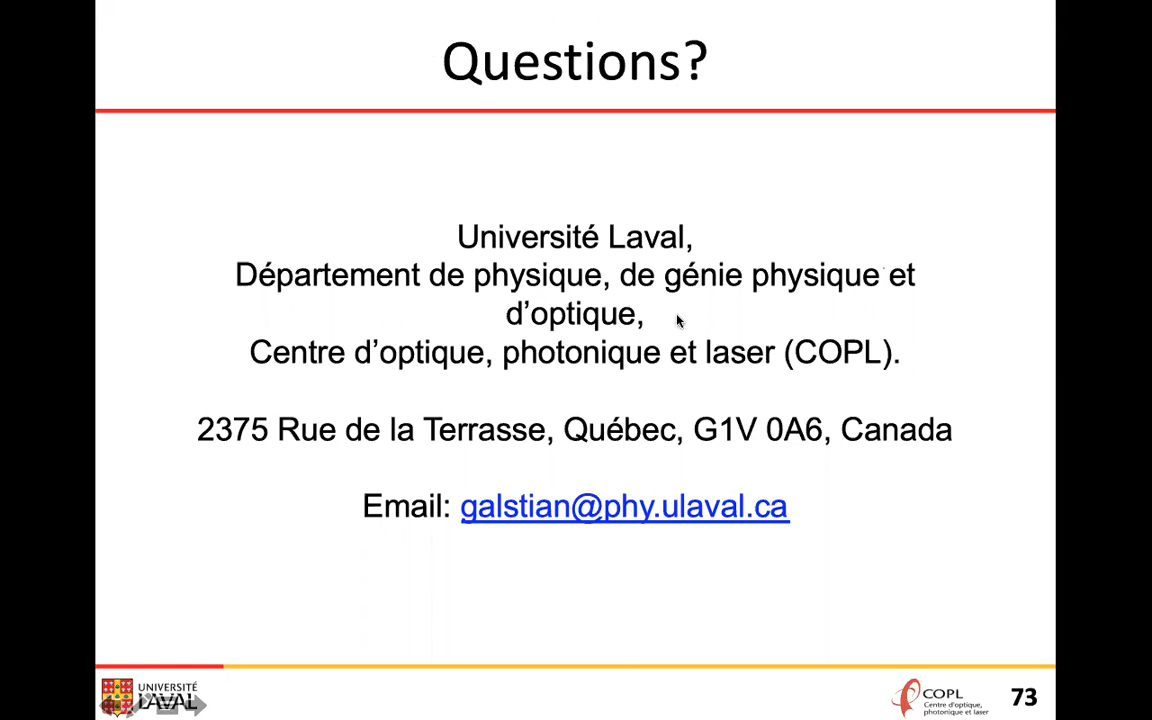 Questions?
Université Laval,
Département de physique, de génie physique et
d’optique,
Centre d’optique, photonique et laser (COPL).
2375 Rue de la Terrasse, Québec, G1V 0A6, Canada
Email: galstian@phy.ulaval.ca
UNIVERSITÉ
LAVAL
COPL
Centre d'optique,
photonique et laser
73